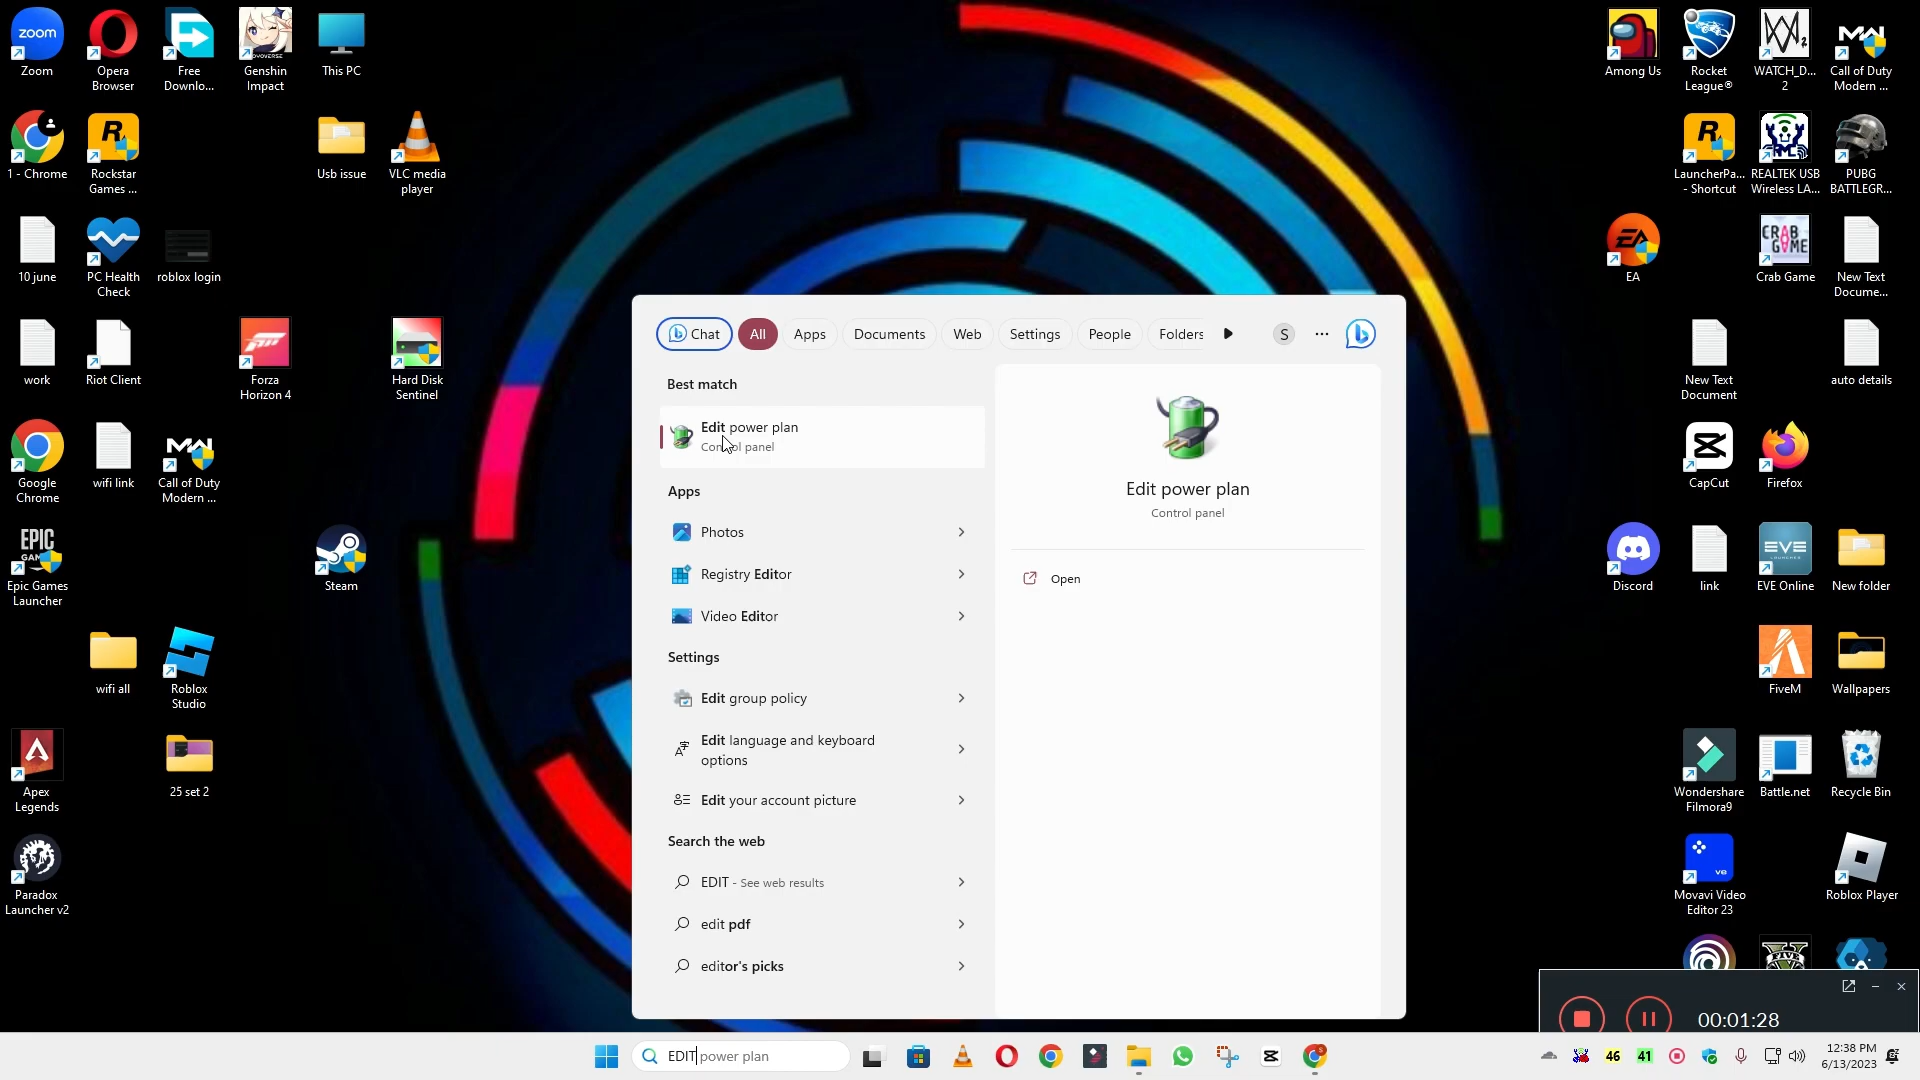 zoom
Zoom
Opera
Browser
Free
Downlo...
Genshin
Impact
This PC
1 - Chrome
Rockstar
Games ...
Usb issue
VLC media
player
10 june
PC Health
Check
roblox login
work
Riot Client
Forza
Horizon 4
Hard Disk
Sentinel
Google
Chrome
wifi link
Call of Duty
Modern ...
EPIC
Epic Games
Launcher
Steam
wifi all
Roblox
Studio
Apex
Legends
25 set 2
Paradox
Launcher v2
Among Us
Rocket
League®
WATCH_D...
2
Call of Duty
Modern ...
LauncherPa...
- Shortcut
REALTEK USB
Wireless LA...
PUBG
BATTLEGR...
EA
EA
CRAB
GAME
Crab Game
New Text
Docume...
New Text
Document
auto details
CapCut
Firefox
Discord
link
EVE
EVE Online
New folder
FiveM
Wallpapers
Wondershare
Filmora9
Battle.net
Recycle Bin
Movavi Video
Editor 23
Roblox Player
Chat
All
Apps
Documents
Web
Settings
People
Folders
S
Best match
Edit power plan
Control panel
Apps
Photos
Registry Editor
Video Editor
Settings
Edit group policy
Edit language and keyboard
options
Edit your account picture
Search the web
EDIT - See web results
edit pdf
editor's picks
Edit power plan
Control panel
Open
00:01:28
EDIT power plan
46
41
12:38 PM
6/13/2023